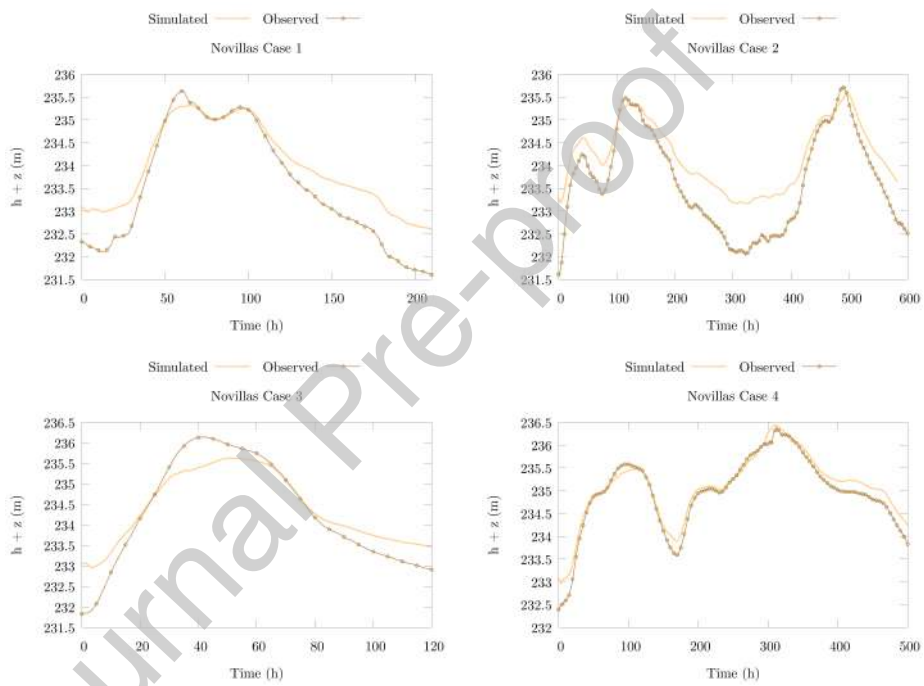 Simulated Observed
Novillas Case 1
236
235.5
235
234.5
234
233.5
233
232.5
232
231.5
h + z (m)
0 50 100 150 200
Time (h)
Simulated Observed
Novillas Case 2
236
235.5
235
234.5
234
233.5
233
232.5
232
231.5
h + z (m)
0 100 200 300 400 500 600
Time (h)
Simulated Observed
Novillas Case 3
236.5
236
235.5
235
234.5
234
233.5
233
232.5
232
231.5
h + z (m)
0 20 40 60 80 100 120
Time (h)
Simulated Observed
Novillas Case 4
236.5
236
235.5
235
234.5
234
233.5
233
232.5
232
h + z (m)
0 100 200 300 400 500
Time (h)
urnal Pre-proof